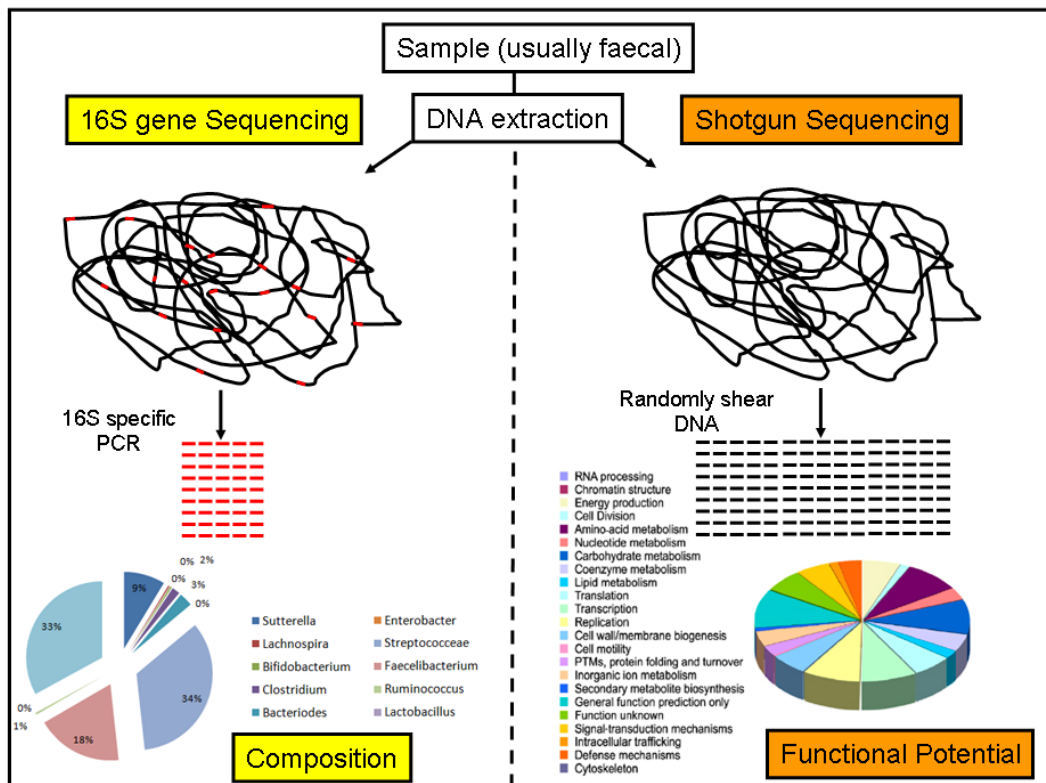 Sample (usually faecal)
16S gene Sequencing
DNA extraction
Shotgun Sequencing
16S specific
PCR
Randomly shear
DNA
0% 2%
0%
9%
3%
0%
33%
34%
0%
1%
18%
Sutterella
Enterobacter
Lachnospira
Streptococceae
Bifidobacterium
Faecelibacterium
Clostridium
Ruminococcus
Bacteriodes
Lactobacillus
Composition
RNA processing
Chromatin structure
Energy production
Cell Division
Amino-acid metabolism
Nucleotide metabolism
Carbohydrate metabolism
Coenzyme metabolism
Lipid metabolism
Translation
Transcription
Replication
Cell wall/membrane biogenesis
Cell motility
PTMs, protein folding and turnover
Inorganic ion metabolism
Secondary metabolite biosynthesis
General function prediction only
Function unknown
Signal-transduction mechanisms
Intracellular trafficking
Defense mechanisms
Cytoskeleton
Functional Potential